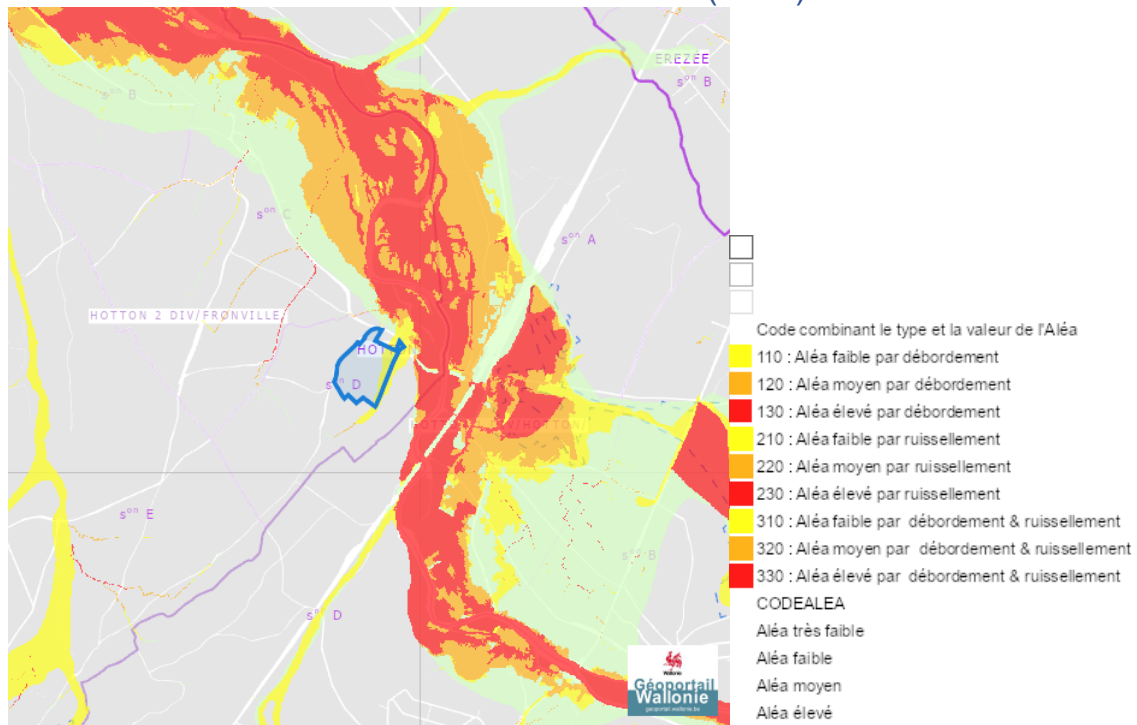 EREZEE
sᵒⁿ B
sᵒⁿ B
sᵒⁿ C
sᵒⁿ A
HOTTON 2 DIV/FRONVILLE
sᵒⁿ D
sᵒⁿ E
sᵒⁿ B
sᵒⁿ D
Wallonie
Géoportail
Wallonie
geoportail.wallonie.be
Code combinant le type et la valeur de l'Aléa
110 : Aléa faible par débordement
120 : Aléa moyen par débordement
130 : Aléa élevé par débordement
210 : Aléa faible par ruissellement
220 : Aléa moyen par ruissellement
230 : Aléa élevé par ruissellement
310 : Aléa faible par débordement & ruissellement
320 : Aléa moyen par débordement & ruissellement
330 : Aléa élevé par débordement & ruissellement
CODEALEA
Aléa très faible
Aléa faible
Aléa moyen
Aléa élevé